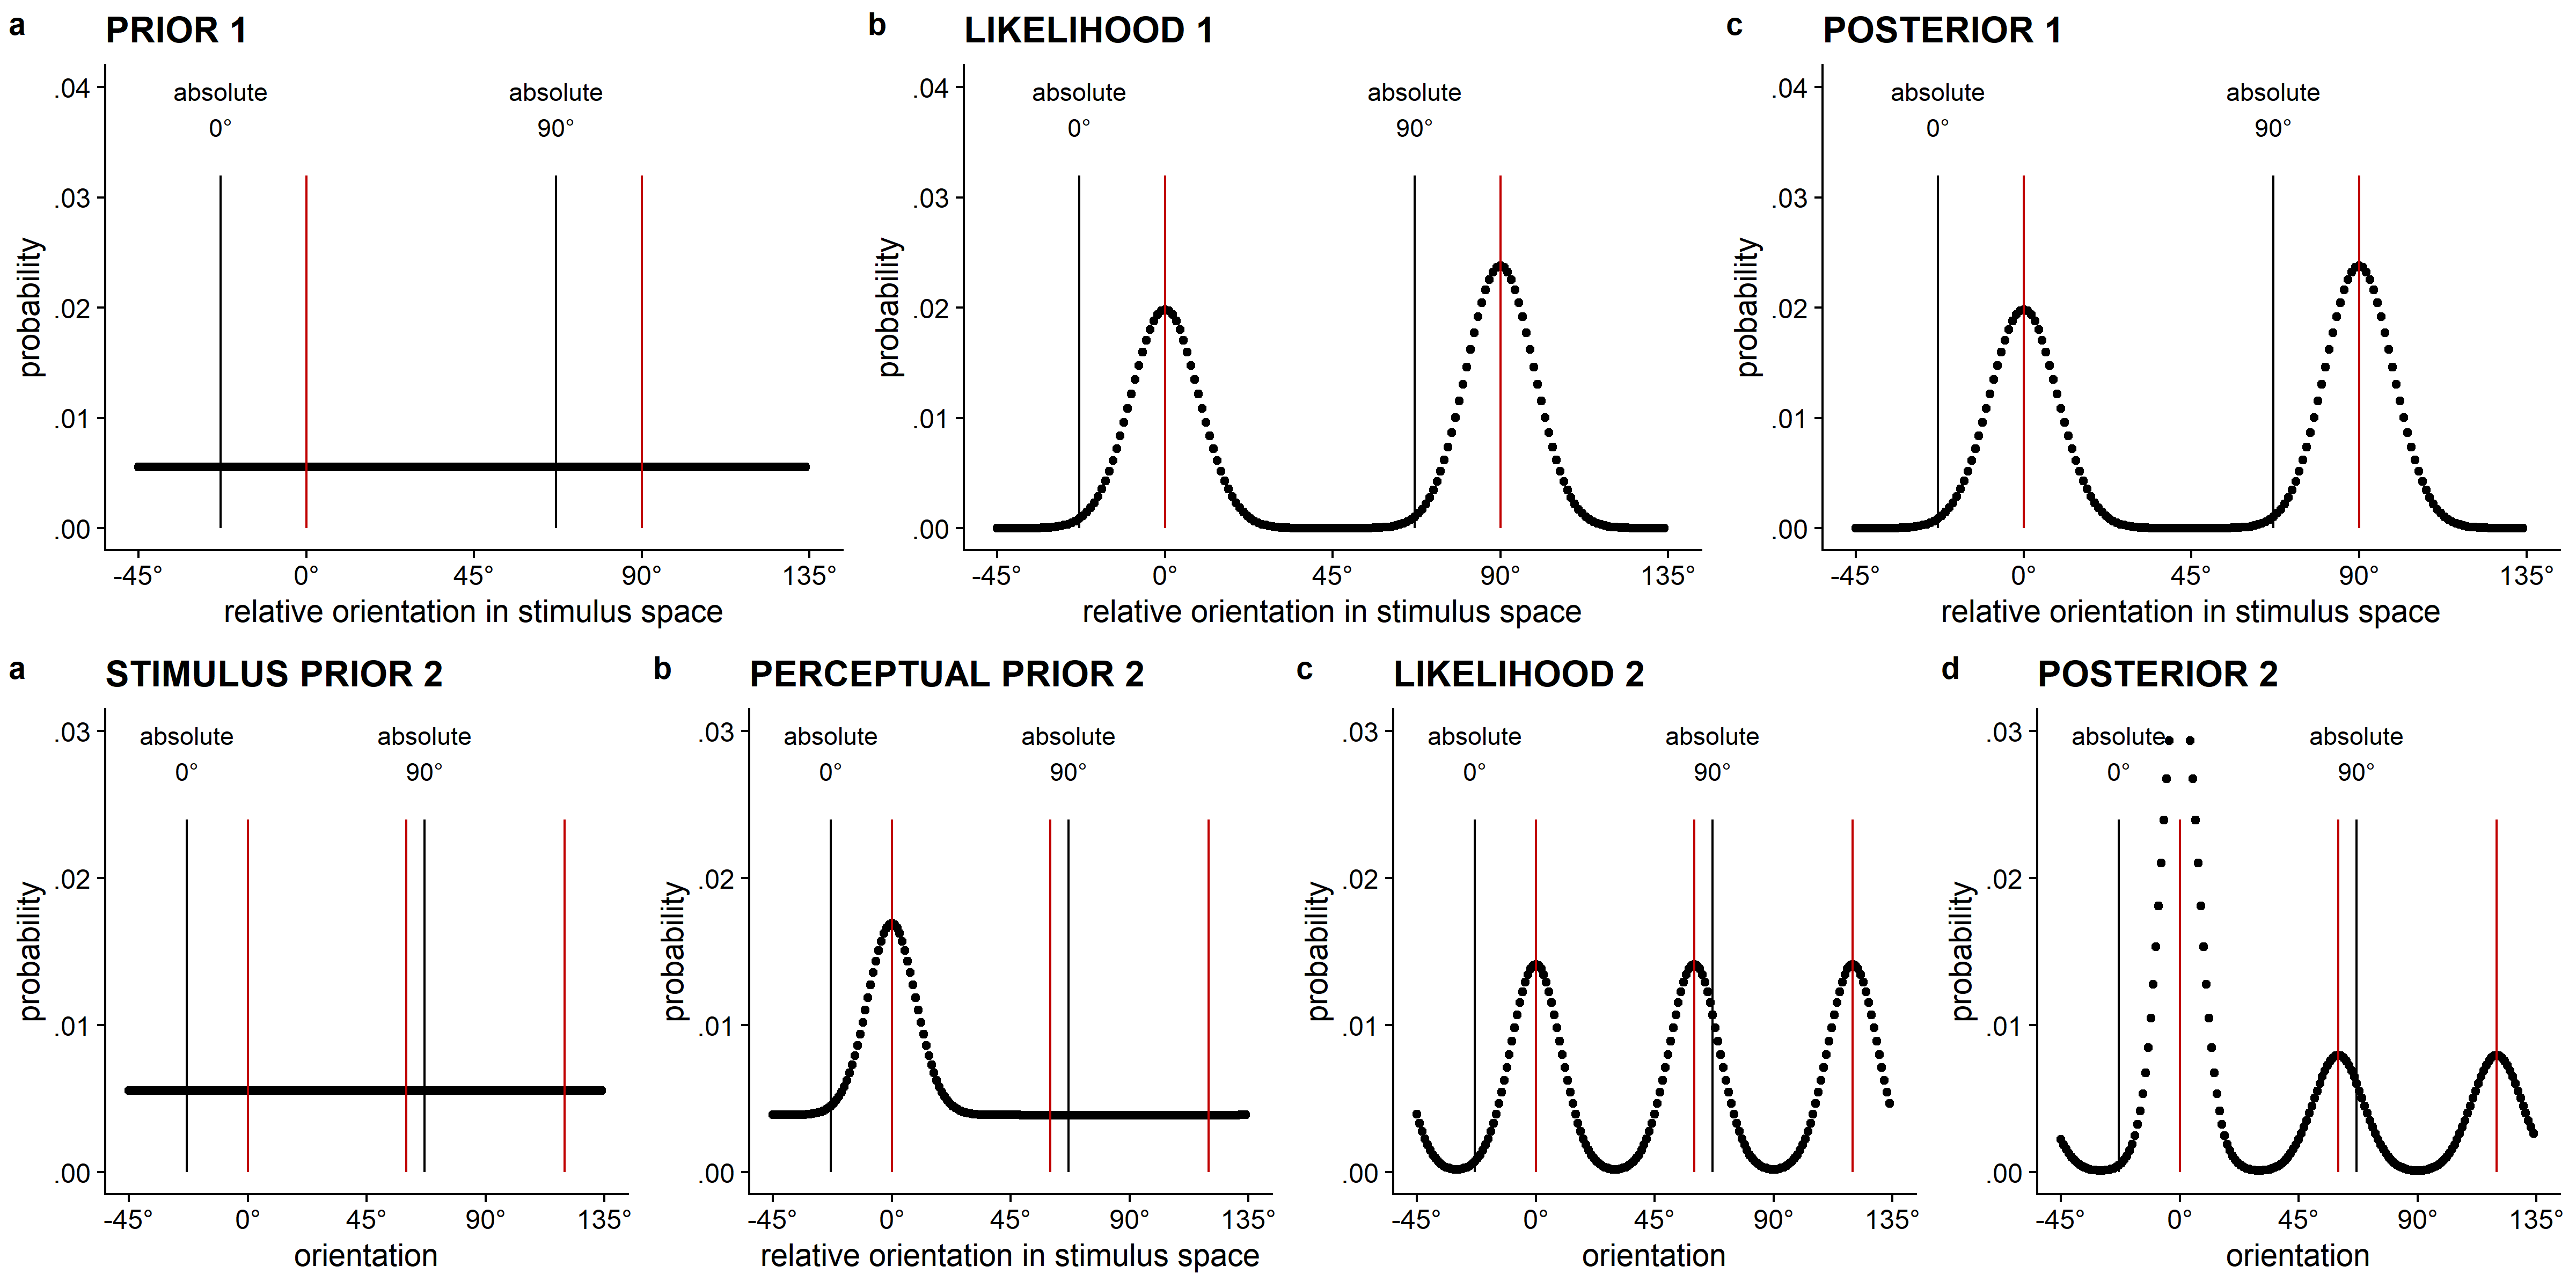 a PRIOR 1
absolute absolute
0° 90°
.04
.03
.02
.01
.00
probability
-45° 0° 45° 90° 135°
relative orientation in stimulus space
b LIKELIHOOD 1
absolute absolute
0° 90°
.04
.03
.02
.01
.00
probability
-45° 0° 45° 90° 135°
relative orientation in stimulus space
c POSTERIOR 1
absolute absolute
0° 90°
.04
.03
.02
.01
.00
probability
-45° 0° 45° 90° 135°
relative orientation in stimulus space
a STIMULUS PRIOR 2
absolute absolute
0° 90°
.03
.02
.01
.00
probability
-45° 0° 45° 90° 135°
orientation
b PERCEPTUAL PRIOR 2
absolute absolute
0° 90°
.03
.02
.01
.00
probability
-45° 0° 45° 90° 135°
relative orientation in stimulus space
c LIKELIHOOD 2
absolute absolute
0° 90°
.03
.02
.01
.00
probability
-45° 0° 45° 90° 135°
orientation
d POSTERIOR 2
absolute absolute
0° 90°
.03
.02
.01
.00
probability
-45° 0° 45° 90° 135°
orientation